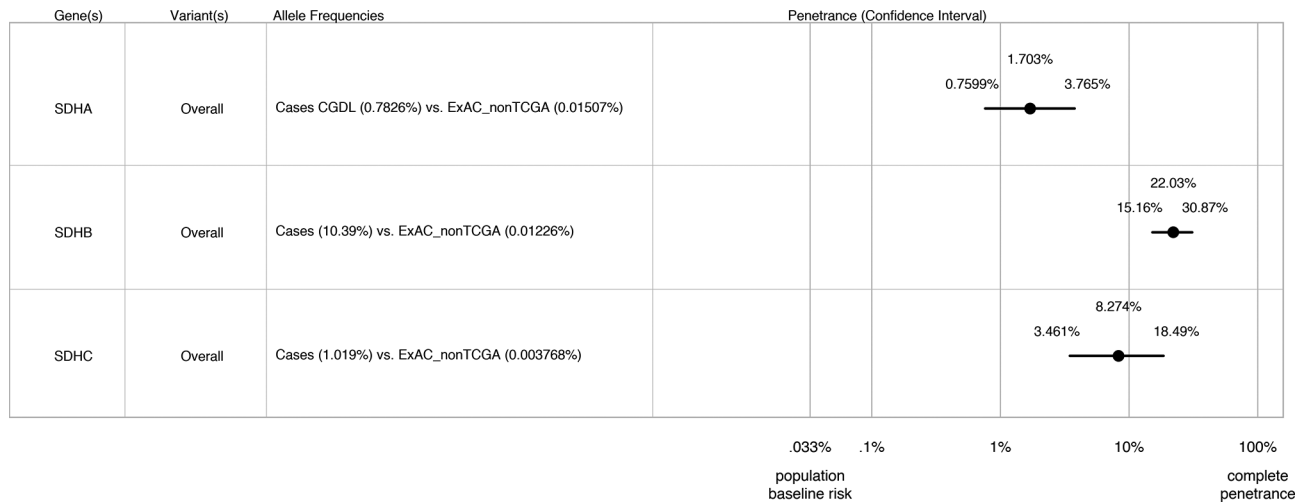 Gene(s) Variant(s) Allele Frequencies Penetrance (Confidence Interval)
1.703%
0.7599% 3.765%
SDHA Overall Cases CGDL (0.7826%) vs. ExAC_nonTCGA (0.01507%)
22.03%
15.16% 30.87%
SDHB Overall Cases (10.39%) vs. ExAC_nonTCGA (0.01226%)
8.274%
3.461% 18.49%
SDHC Overall Cases (1.019%) vs. ExAC_nonTCGA (0.003768%)
.033% .1% 1% 10% 100%
population complete
baseline risk penetrance